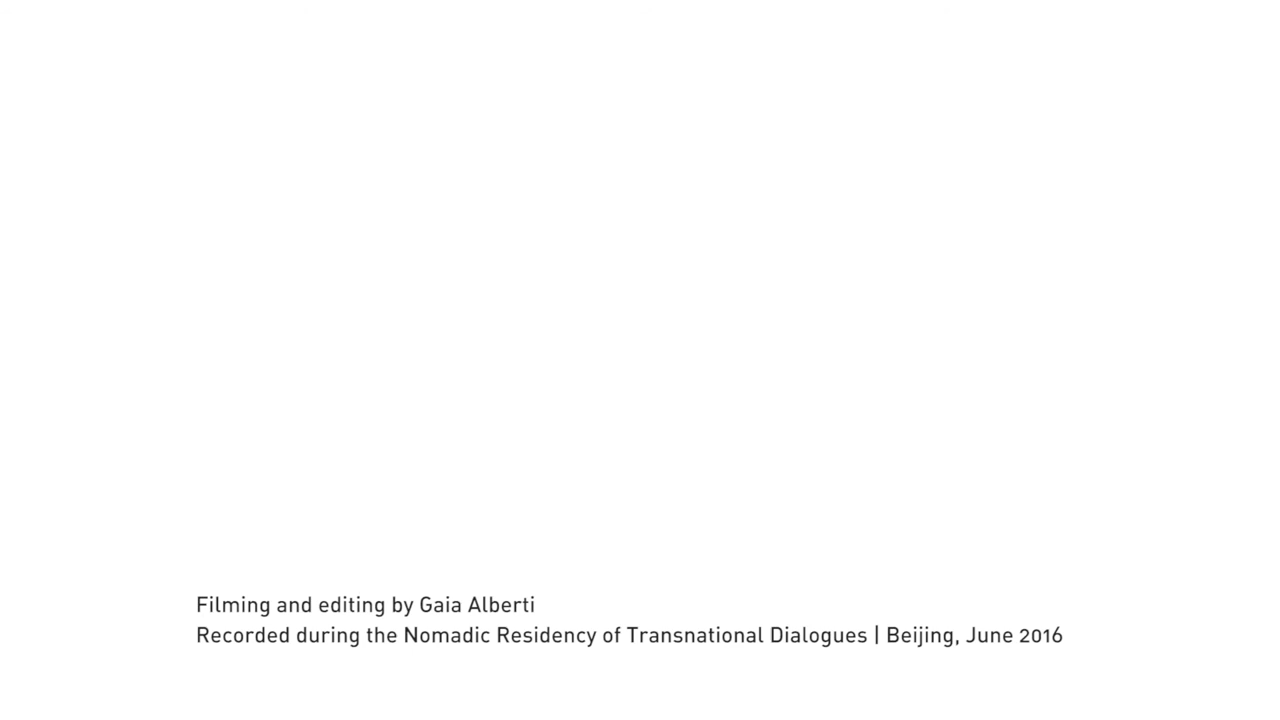 Filming and editing by Gaia Alberti
Recorded during the Nomadic Residency of Transnational Dialogues | Beijing, June 2016